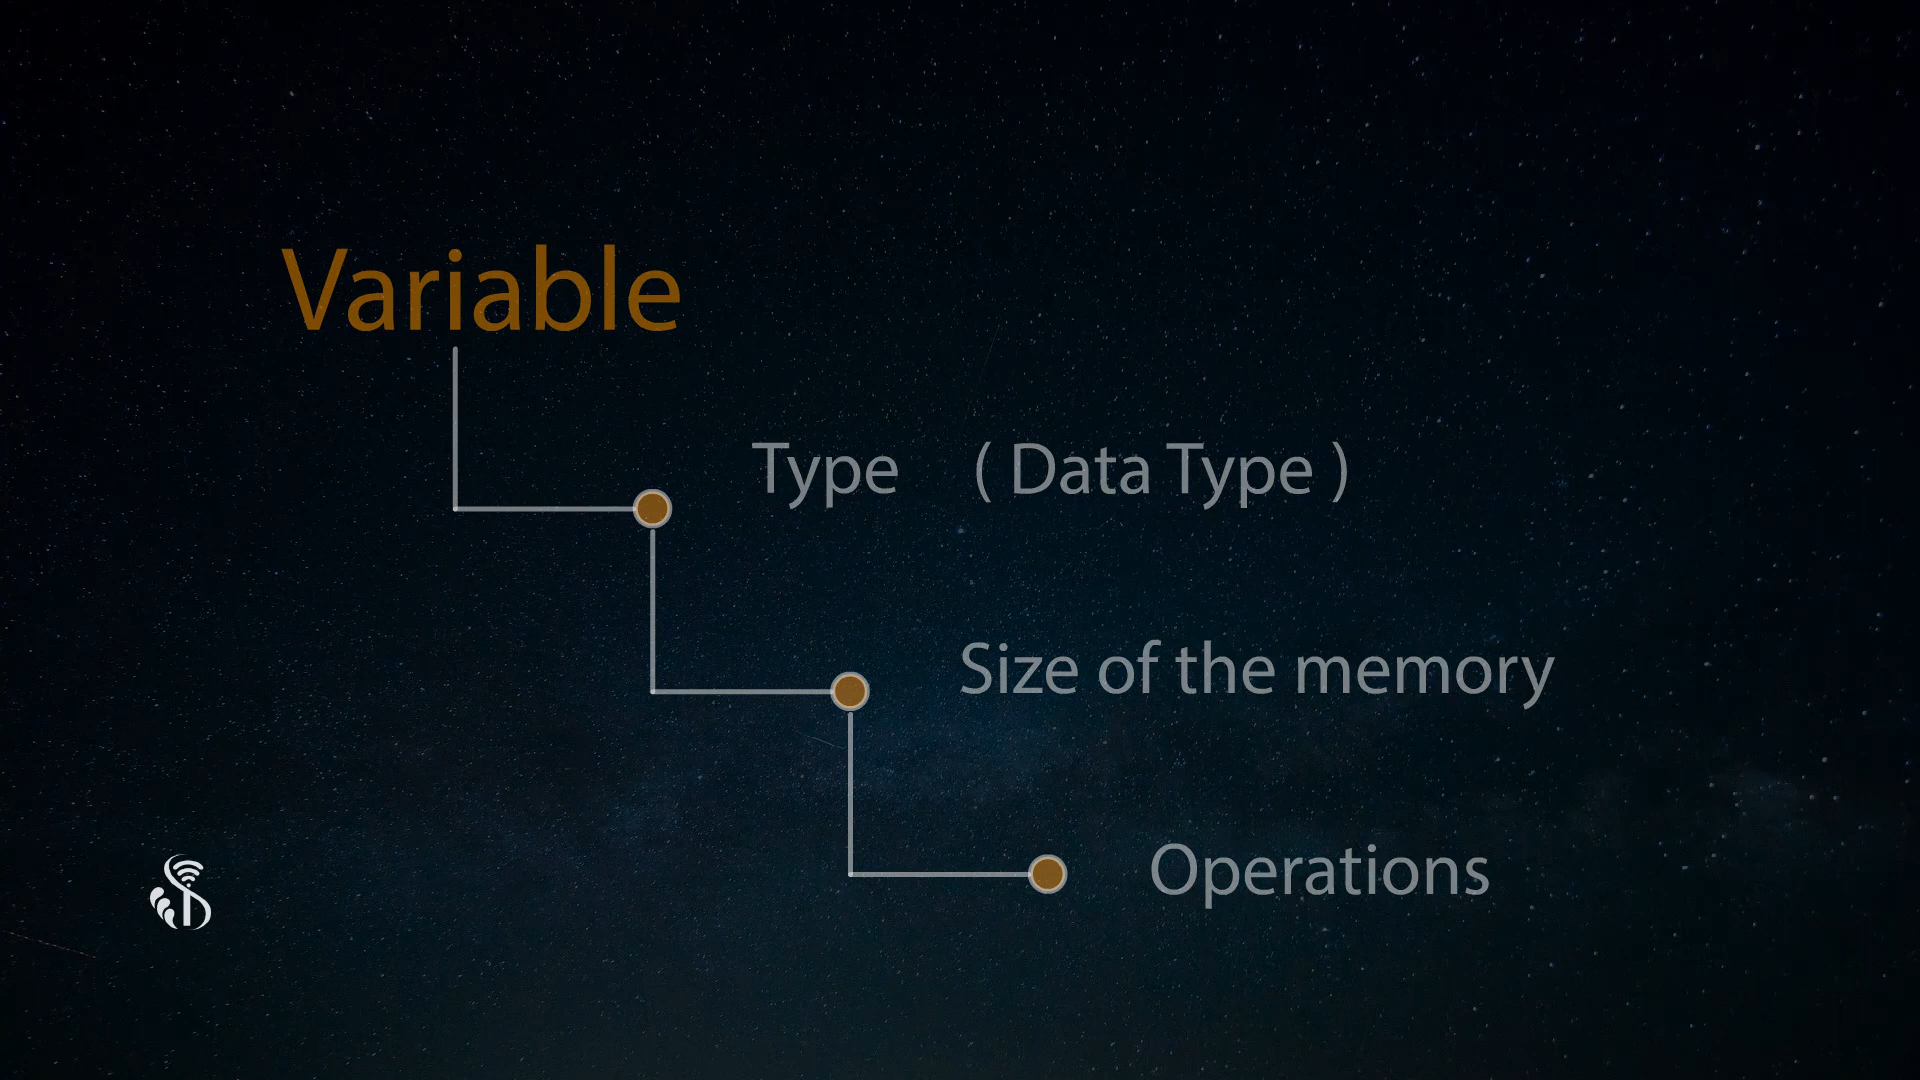 Variable
Type ( Data Type )
Size of the memory
Operations